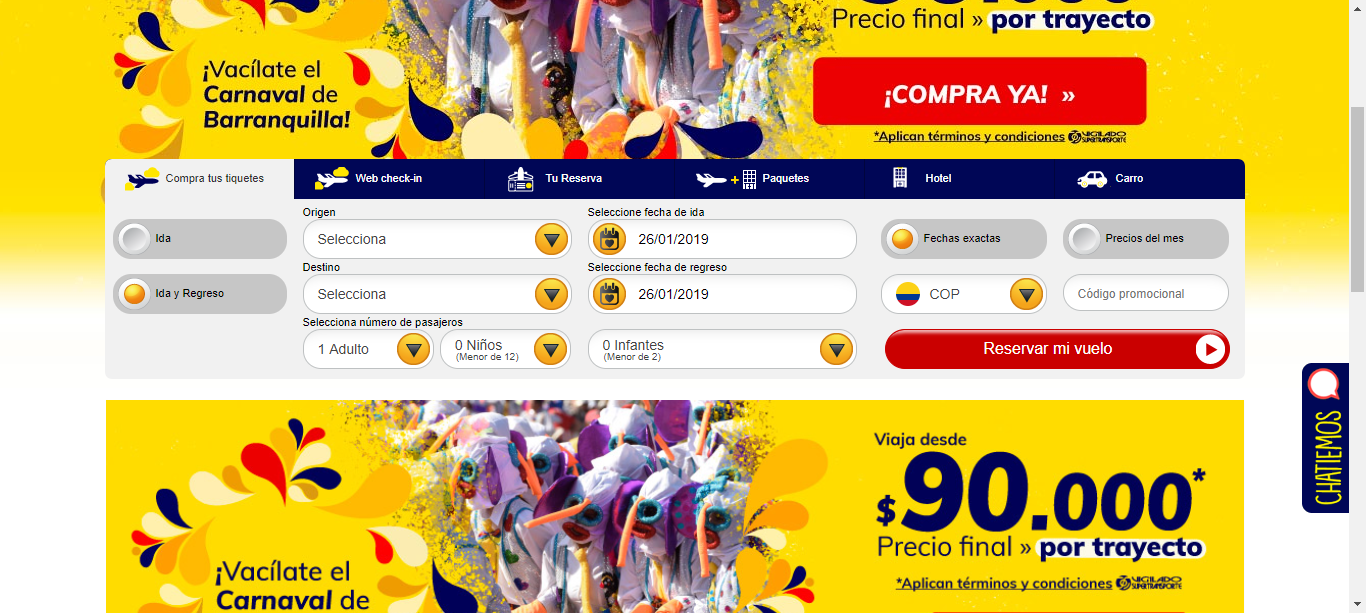 Precio final » por trayecto
¡Vacílate el
Carnaval de
Barranquilla!
¡COMPRA YA! »
*Aplican términos y condiciones VIGILADO SUPERTRANSPORTE
Compra tus tiquetes
Web check-in
Tu Reserva
+
Paquetes
Hotel
Carro
Origen
Seleccione fecha de ida
Ida
Selecciona
26/01/2019
Fechas exactas
Precios del mes
Destino
Seleccione fecha de regreso
Ida y Regreso
Selecciona
26/01/2019
COP
Código promocional
Selecciona número de pasajeros
1 Adulto
0 Niños
(Menor de 12)
0 Infantes
(Menor de 2)
Reservar mi vuelo
CHATIEMOS
Viaja desde
$90.000*
Precio final » por trayecto
*Aplican términos y condiciones VIGILADO SUPERTRANSPORTE
¡Vacílate el
Carnaval de